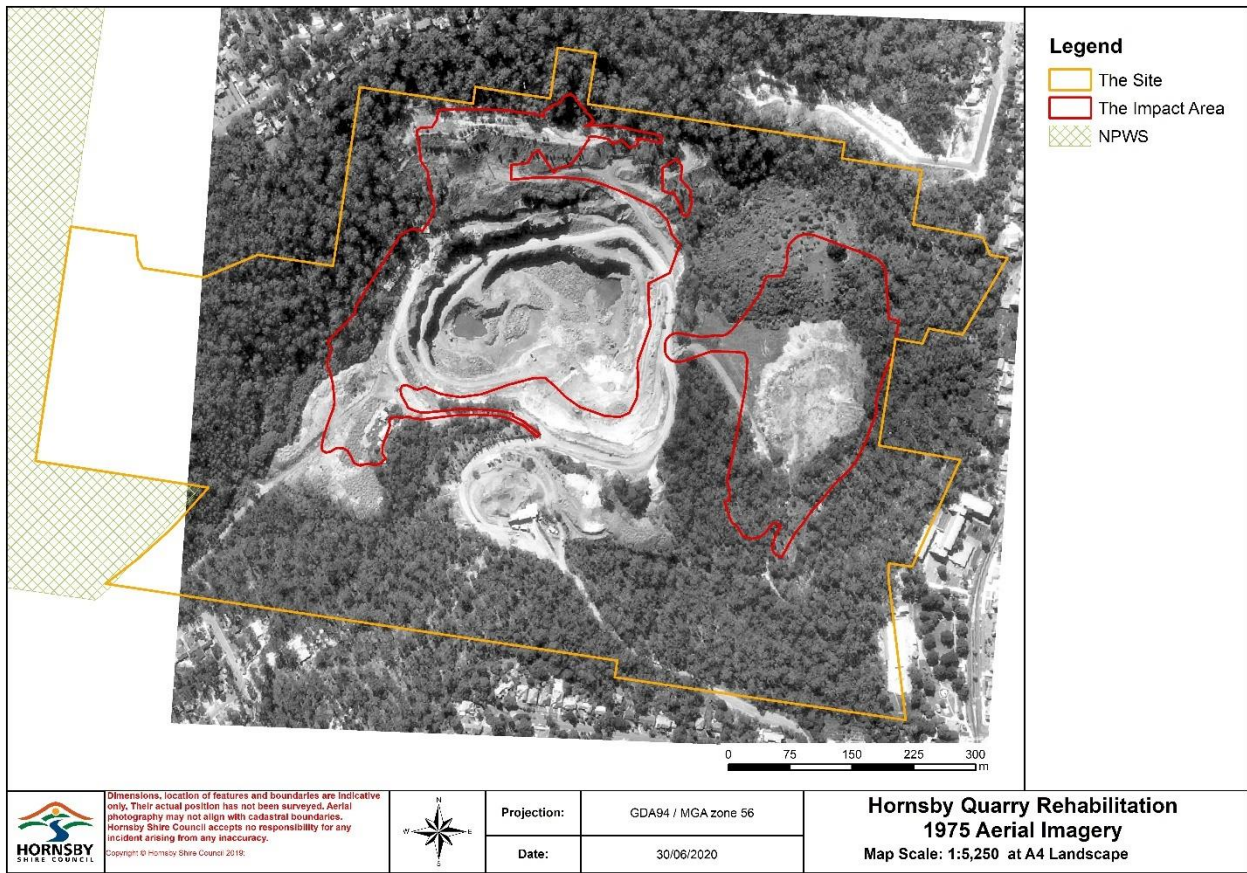 Legend
The Site
The Impact Area
NPWS
0 75 150 225 300
m
HORNSBY
SHIRE COUNCIL
Dimensions, location of features and boundaries are indicative
only, Their actual position has not been surveyed. Aerial
photography may not align with cadastral boundaries.
Hornsby Shire Council accepts no responsibility for any
incident arising from any inaccuracy.
Copyright © Hornsby Shire Council 2019:
N
W E
S
Projection:
GDA94 / MGA zone 56
Date:
30/06/2020
Hornsby Quarry Rehabilitation
1975 Aerial Imagery
Map Scale: 1:5,250 at A4 Landscape